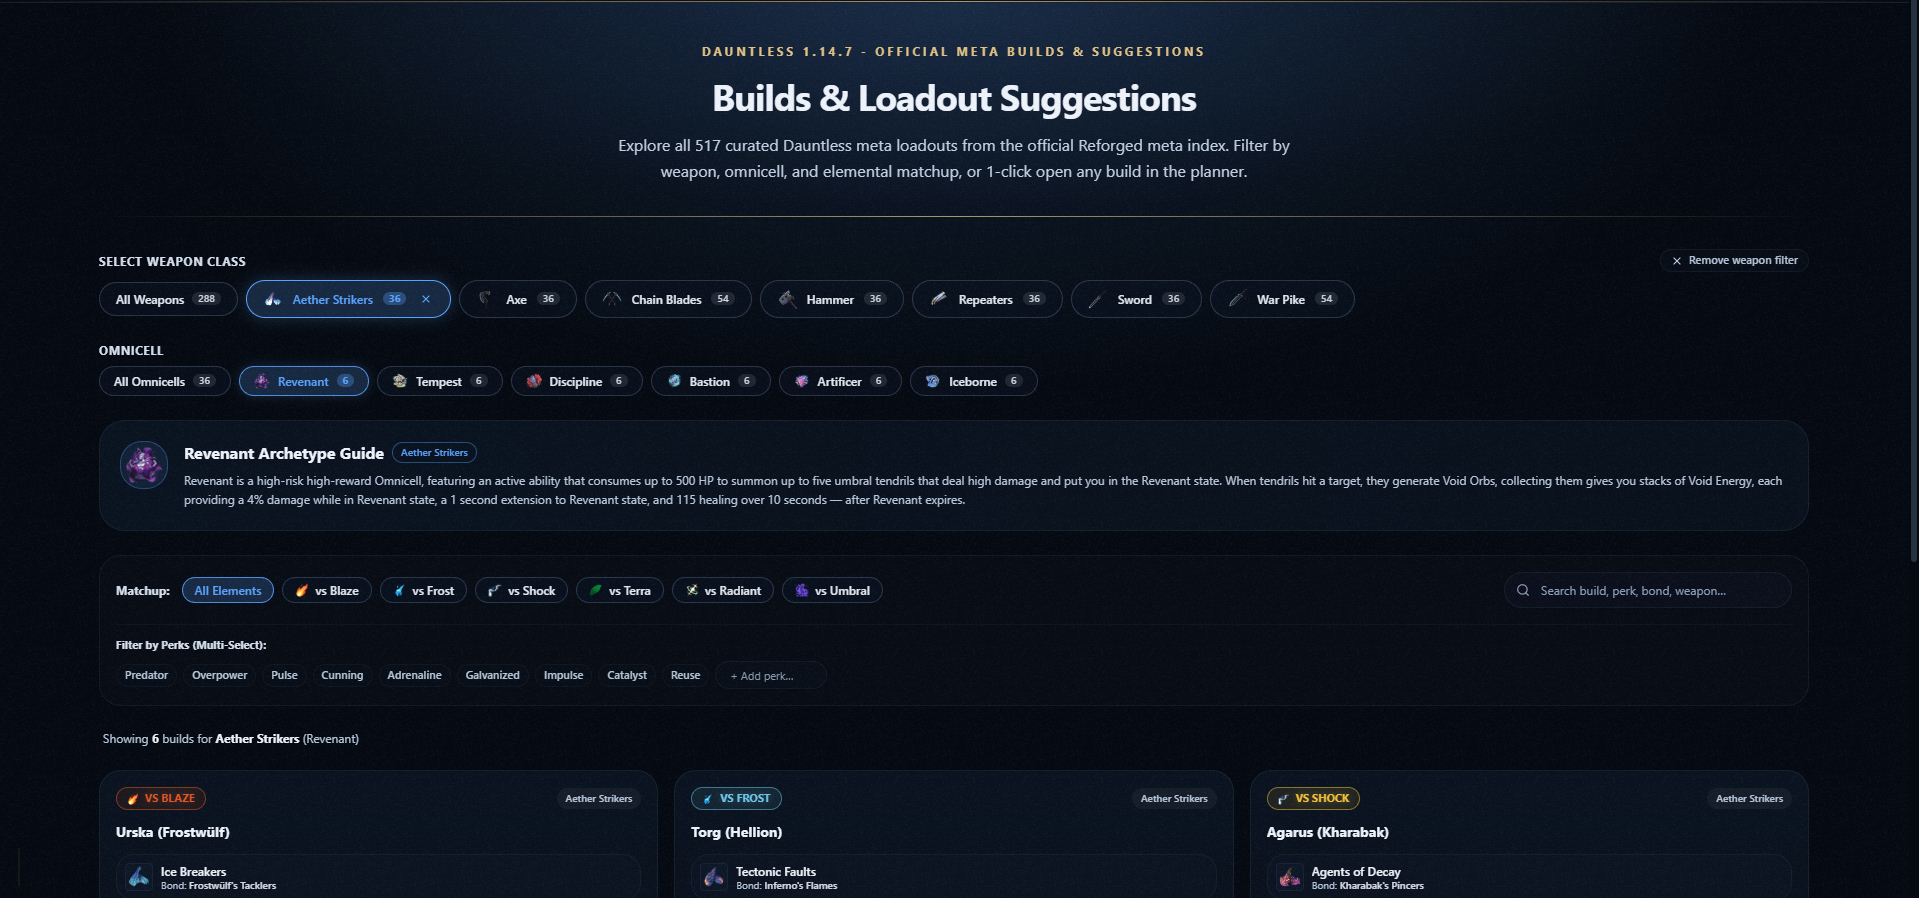 DAUNTLESS 1.14.7 - OFFICIAL META BUILDS & SUGGESTIONS
Builds & Loadout Suggestions
Explore all 517 curated Dauntless meta loadouts from the official Reforged meta index. Filter by
weapon, omnicell, and elemental matchup, or 1-click open any build in the planner.
SELECT WEAPON CLASS
× Remove weapon filter
All Weapons 288
Aether Strikers 36 ×
Axe 36
Chain Blades 54
Hammer 36
Repeaters 36
Sword 36
War Pike 54
OMNICELL
All Omnicells 36
Revenant 6
Tempest 6
Discipline 6
Bastion 6
Artificer 6
Iceborne 6
Revenant Archetype Guide Aether Strikers
Revenant is a high-risk high-reward Omnicell, featuring an active ability that consumes up to 500 HP to summon up to five umbral tendrils that deal high damage and put you in the Revenant state. When tendrils hit a target, they generate Void Orbs, collecting them gives you stacks of Void Energy, each
providing a 4% damage while in Revenant state, a 1 second extension to Revenant state, and 115 healing over 10 seconds — after Revenant expires.
Matchup: All Elements vs Blaze vs Frost vs Shock vs Terra vs Radiant vs Umbral
Search build, perk, bond, weapon...
Filter by Perks (Multi-Select):
Predator Overpower Pulse Cunning Adrenaline Galvanized Impulse Catalyst Reuse + Add perk...
Showing 6 builds for Aether Strikers (Revenant)
VS BLAZE Aether Strikers
Urska (Frostwülf)
Ice Breakers
Bond: Frostwülf's Tacklers
VS FROST Aether Strikers
Torg (Hellion)
Tectonic Faults
Bond: Inferno's Flames
VS SHOCK Aether Strikers
Agarus (Kharabak)
Agents of Decay
Bond: Kharabak's Pincers